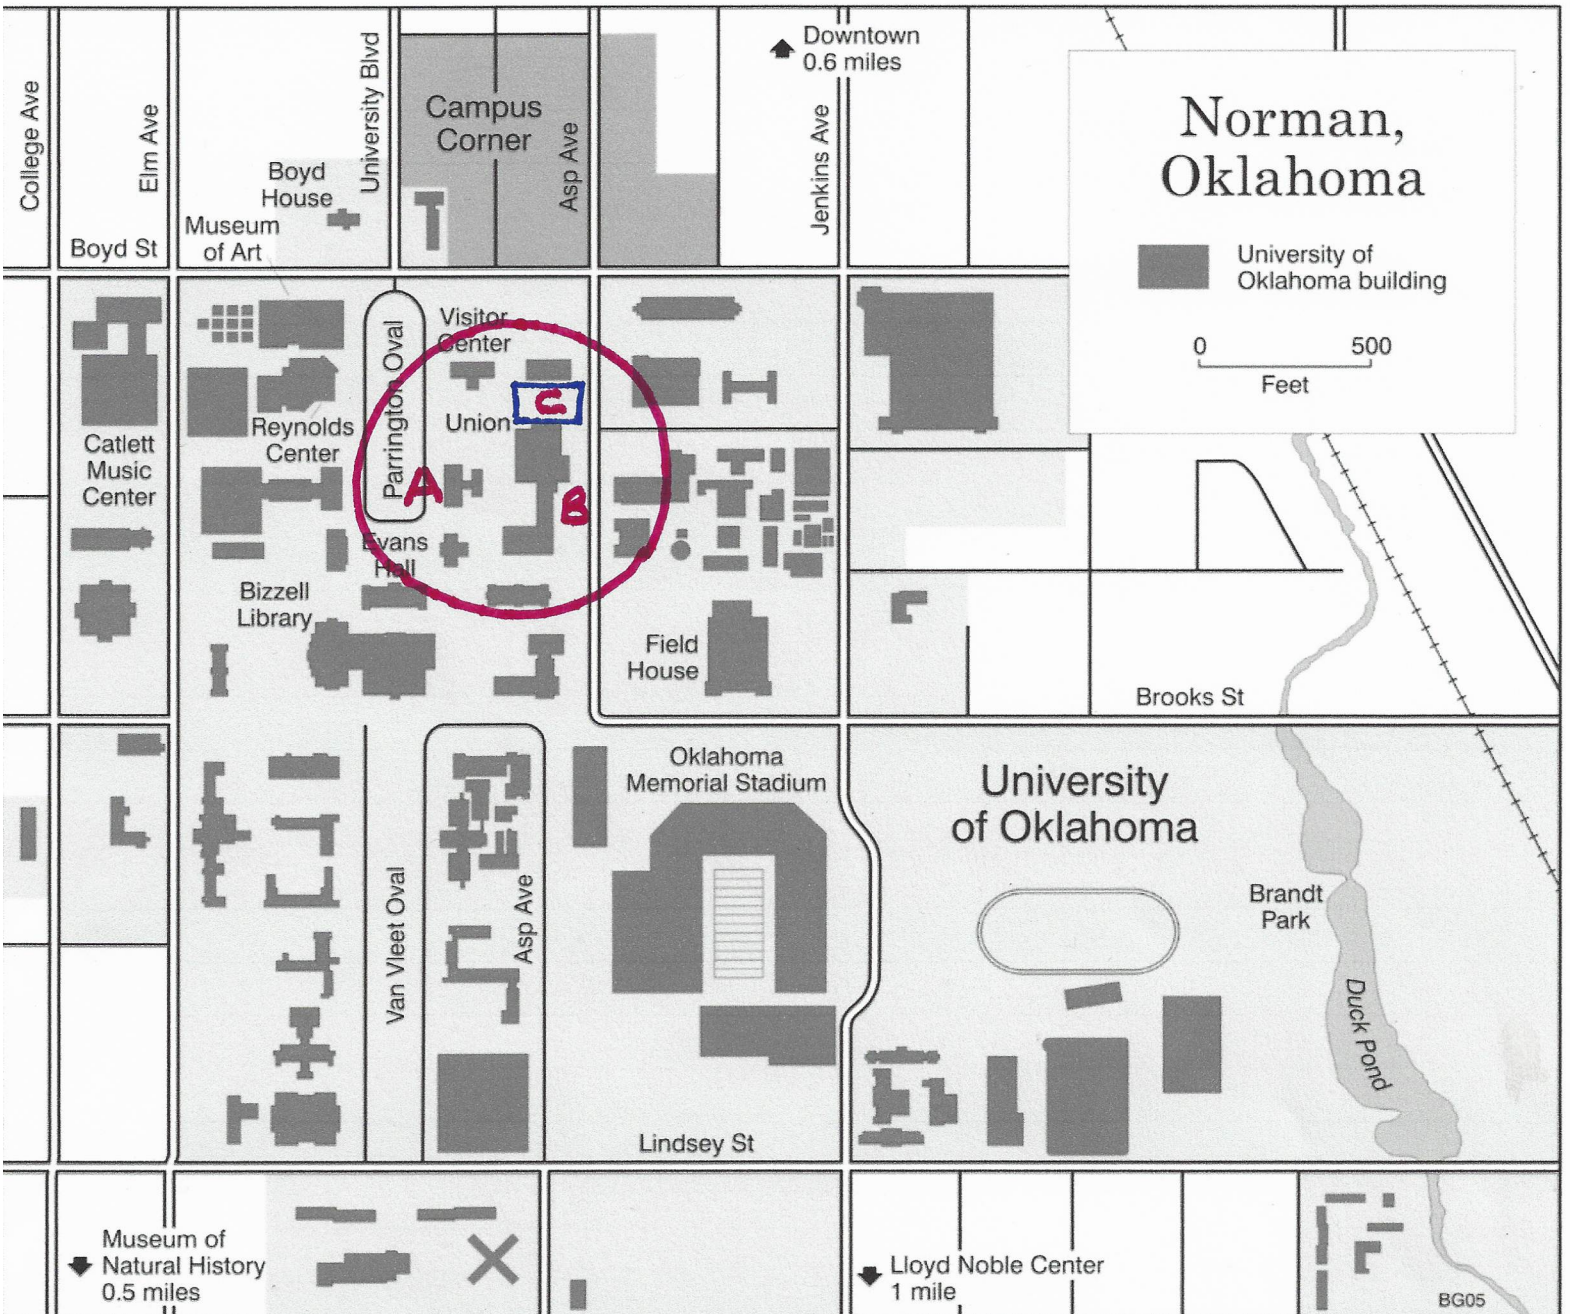 Downtown
0.6 miles
College Ave
Elm Ave
University Blvd
Campus
Corner
Asp Ave
Jenkins Ave
Norman,
Oklahoma
University of
Oklahoma building
0 500
Feet
Boyd
House
Museum
of Art
Boyd St
Parrington Oval
Visitor
Center
C
Union
Reynolds
Center
Catlett
Music
Center
A
B
Evans
Hall
Bizzell
Library
Field
House
Brooks St
Oklahoma
Memorial Stadium
University
of Oklahoma
Van Vleet Oval
Asp Ave
Brandt
Park
Duck Pond
Lindsey St
Museum of
Natural History
0.5 miles
Lloyd Noble Center
1 mile
BG05